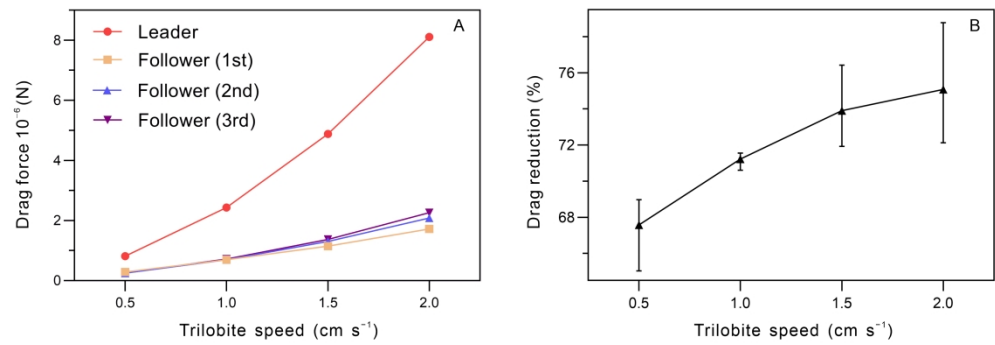 A
Leader
Follower (1st)
Follower (2nd)
Follower (3rd)
Drag force 10⁻⁶ (N)
8
6
4
2
0
0.5 1.0 1.5 2.0
Trilobite speed (cm s⁻¹)
B
Drag reduction (%)
76
72
68
0.5 1.0 1.5 2.0
Trilobite speed (cm s⁻¹)